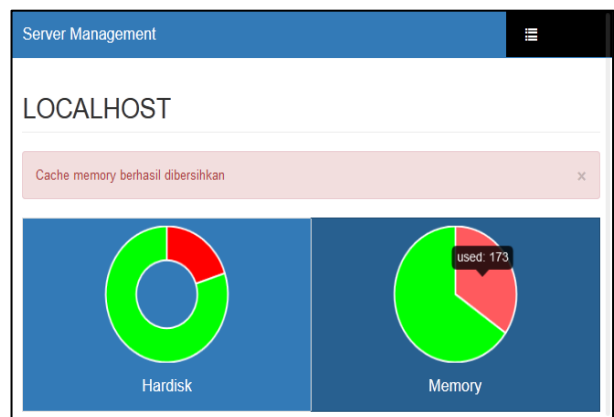 Server Management
LOCALHOST
Cache memory berhasil dibersihkan ×
used: 173
Hardisk
Memory